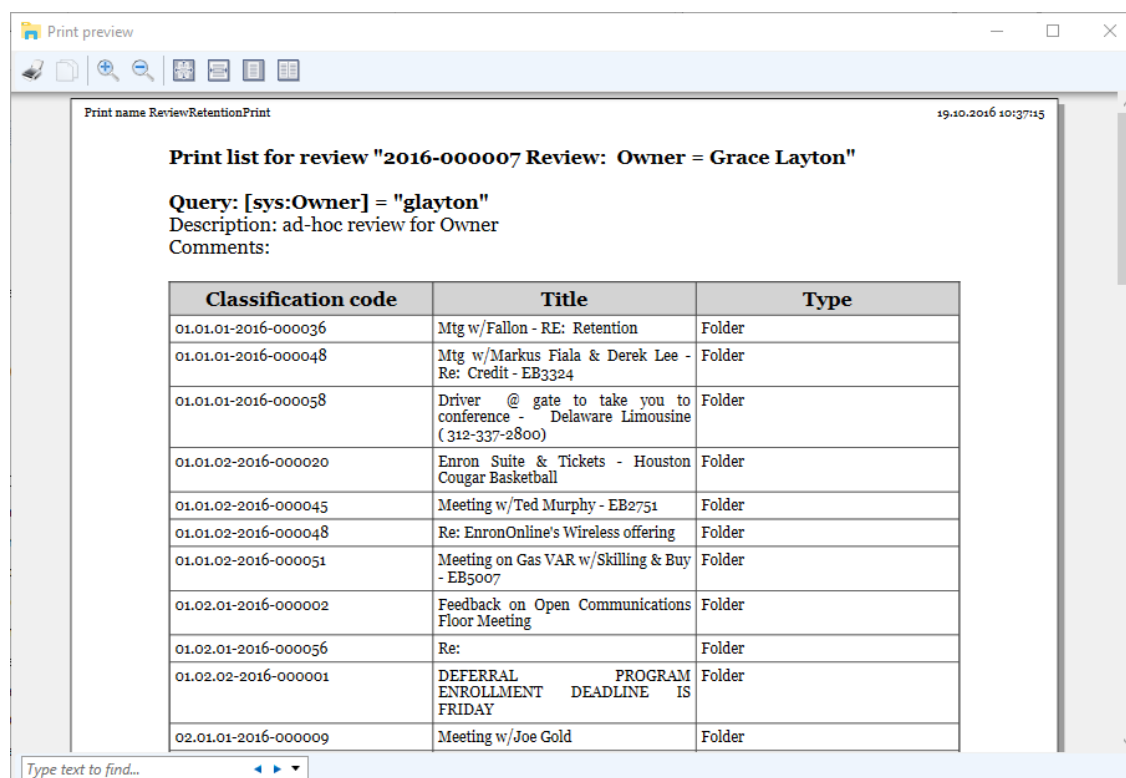 Print preview
Print name ReviewRetentionPrint 19.10.2016 10:37:15
Print list for review "2016-000007 Review: Owner = Grace Layton"
Query: [sys:Owner] = "glayton"
Description: ad-hoc review for Owner
Comments:
Classification code Title Type
01.01.01-2016-000036 Mtg w/Fallon - RE: Retention Folder
01.01.01-2016-000048 Mtg w/Markus Fiala & Derek Lee - Folder
Re: Credit - EB3324
01.01.01-2016-000058 Driver @ gate to take you to Folder
conference - Delaware Limousine
( 312-337-2800)
01.01.02-2016-000020 Enron Suite & Tickets - Houston Folder
Cougar Basketball
01.01.02-2016-000045 Meeting w/Ted Murphy - EB2751 Folder
01.01.02-2016-000048 Re: EnronOnline's Wireless offering Folder
01.01.02-2016-000051 Meeting on Gas VAR w/Skilling & Buy Folder
- EB5007
01.02.01-2016-000002 Feedback on Open Communications Folder
Floor Meeting
01.02.01-2016-000056 Re: Folder
01.02.02-2016-000001 DEFERRAL PROGRAM Folder
ENROLLMENT DEADLINE IS
FRIDAY
02.01.01-2016-000009 Meeting w/Joe Gold Folder
Type text to find...